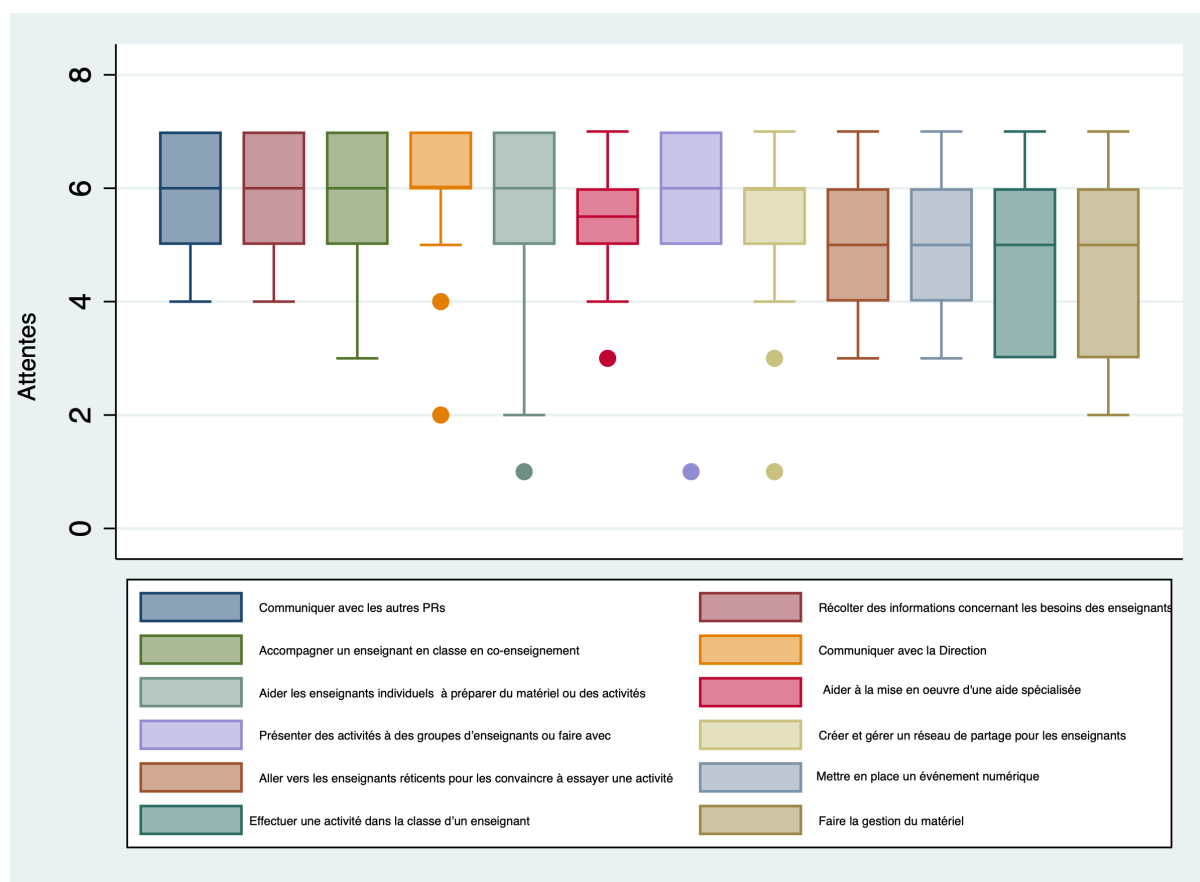 8
6
4
2
0
Attentes
Communiquer avec les autres PRs
Récolter des informations concernant les besoins des enseignants
Accompagner un enseignant en classe en co-enseignement
Communiquer avec la Direction
Aider les enseignants individuels à préparer du matériel ou des activités
Aider à la mise en oeuvre d'une aide spécialisée
Présenter des activités à des groupes d’enseignants ou faire avec
Créer et gérer un réseau de partage pour les enseignants
Aller vers les enseignants réticents pour les convaincre à essayer une activité
Mettre en place un événement numérique
Effectuer une activité dans la classe d’un enseignant
Faire la gestion du matériel